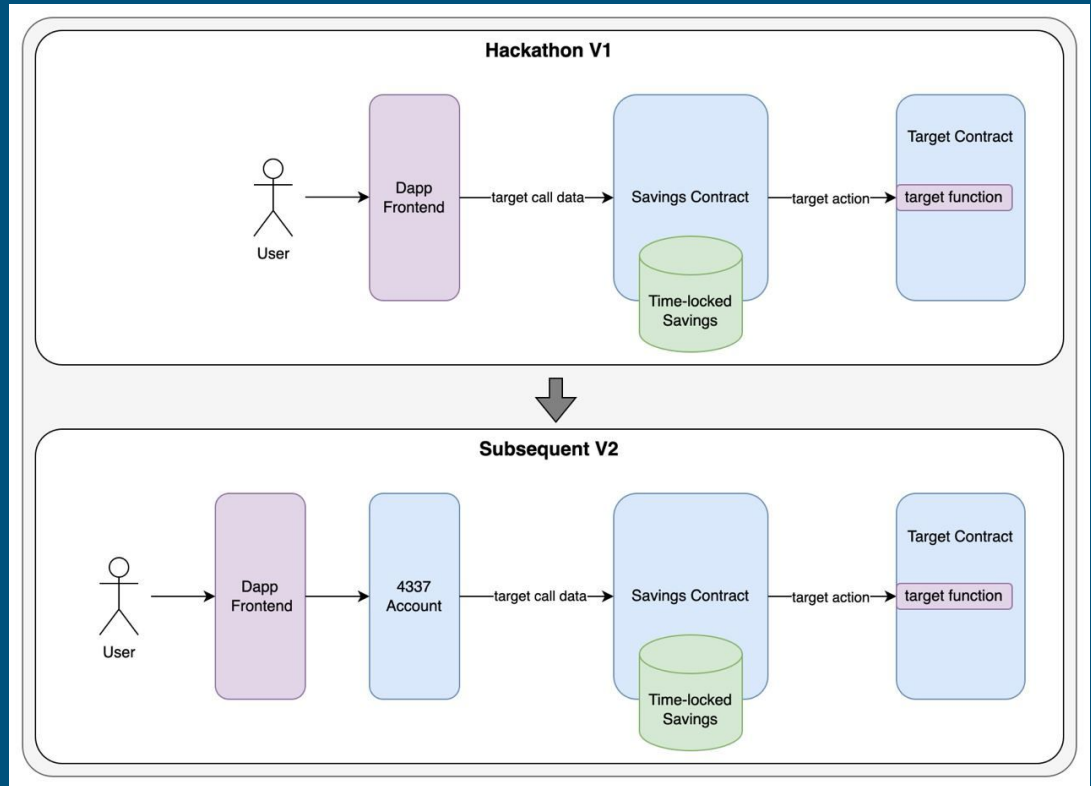 Hackathon V1
User
Dapp
Frontend
target call data
Savings Contract
Time-locked
Savings
target action
Target Contract
target function
Subsequent V2
User
Dapp
Frontend
4337
Account
target call data
Savings Contract
Time-locked
Savings
target action
Target Contract
target function